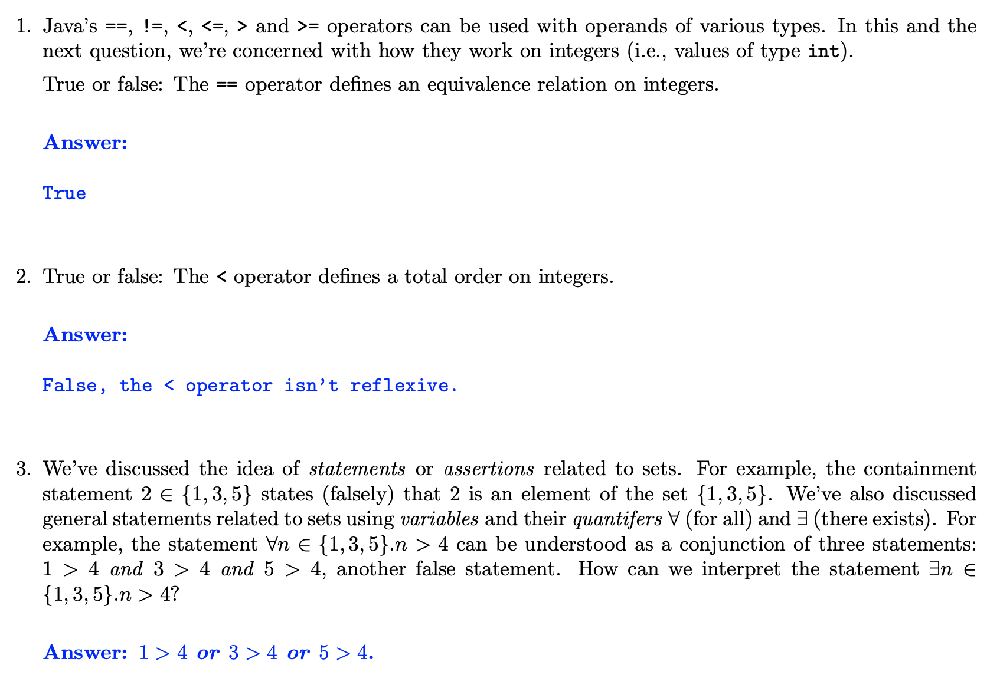 1. Java's ==, !=, <, <=, > and >= operators can be used with operands of various types. In this and the
next question, we're concerned with how they work on integers (i.e., values of type int).
True or false: The == operator defines an equivalence relation on integers.
Answer:
True
2. True or false: The < operator defines a total order on integers.
Answer:
False, the < operator isn't reflexive.
3. We've discussed the idea of statements or assertions related to sets. For example, the containment
statement 2 ∈ {1, 3, 5} states (falsely) that 2 is an element of the set {1, 3, 5}. We've also discussed
general statements related to sets using variables and their quantifers ∀ (for all) and ∃ (there exists). For
example, the statement ∀n ∈ {1, 3, 5}.n > 4 can be understood as a conjunction of three statements:
1 > 4 and 3 > 4 and 5 > 4, another false statement. How can we interpret the statement ∃n ∈
{1, 3, 5}.n > 4?
Answer: 1 > 4 or 3 > 4 or 5 > 4.